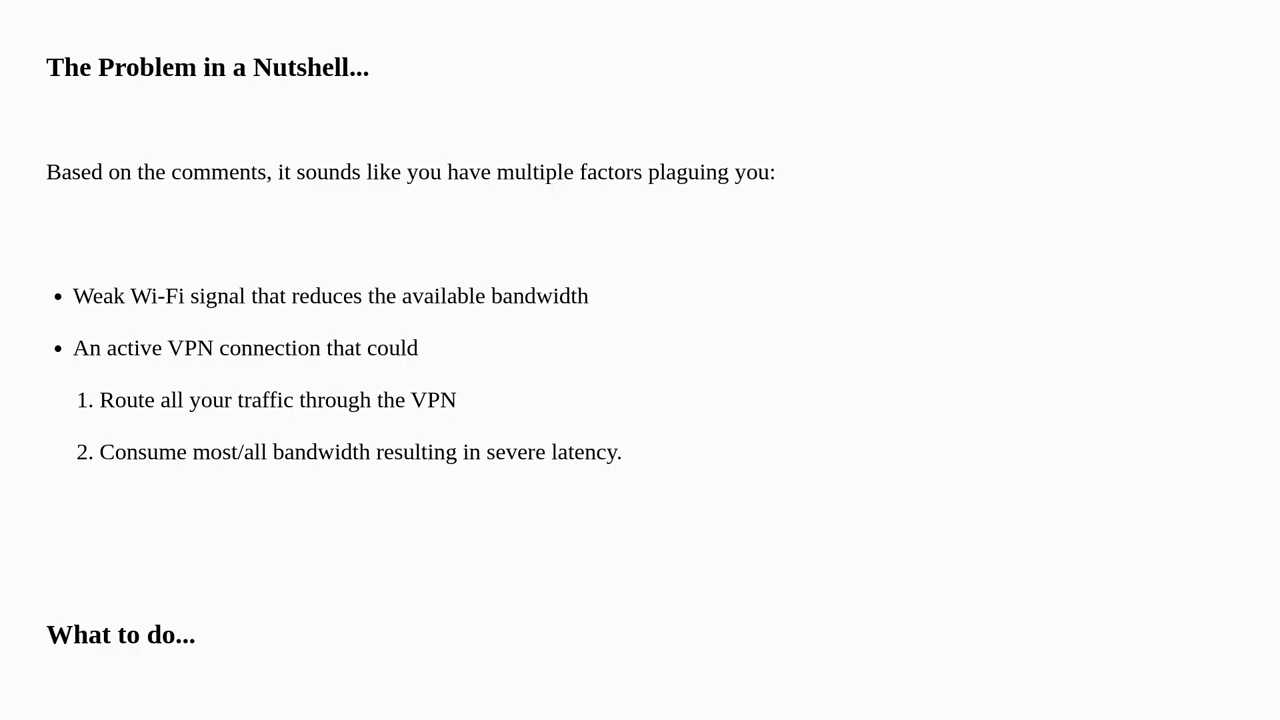 The Problem in a Nutshell...
Based on the comments, it sounds like you have multiple factors plaguing you:
• Weak Wi-Fi signal that reduces the available bandwidth
• An active VPN connection that could
1. Route all your traffic through the VPN
2. Consume most/all bandwidth resulting in severe latency.
What to do...